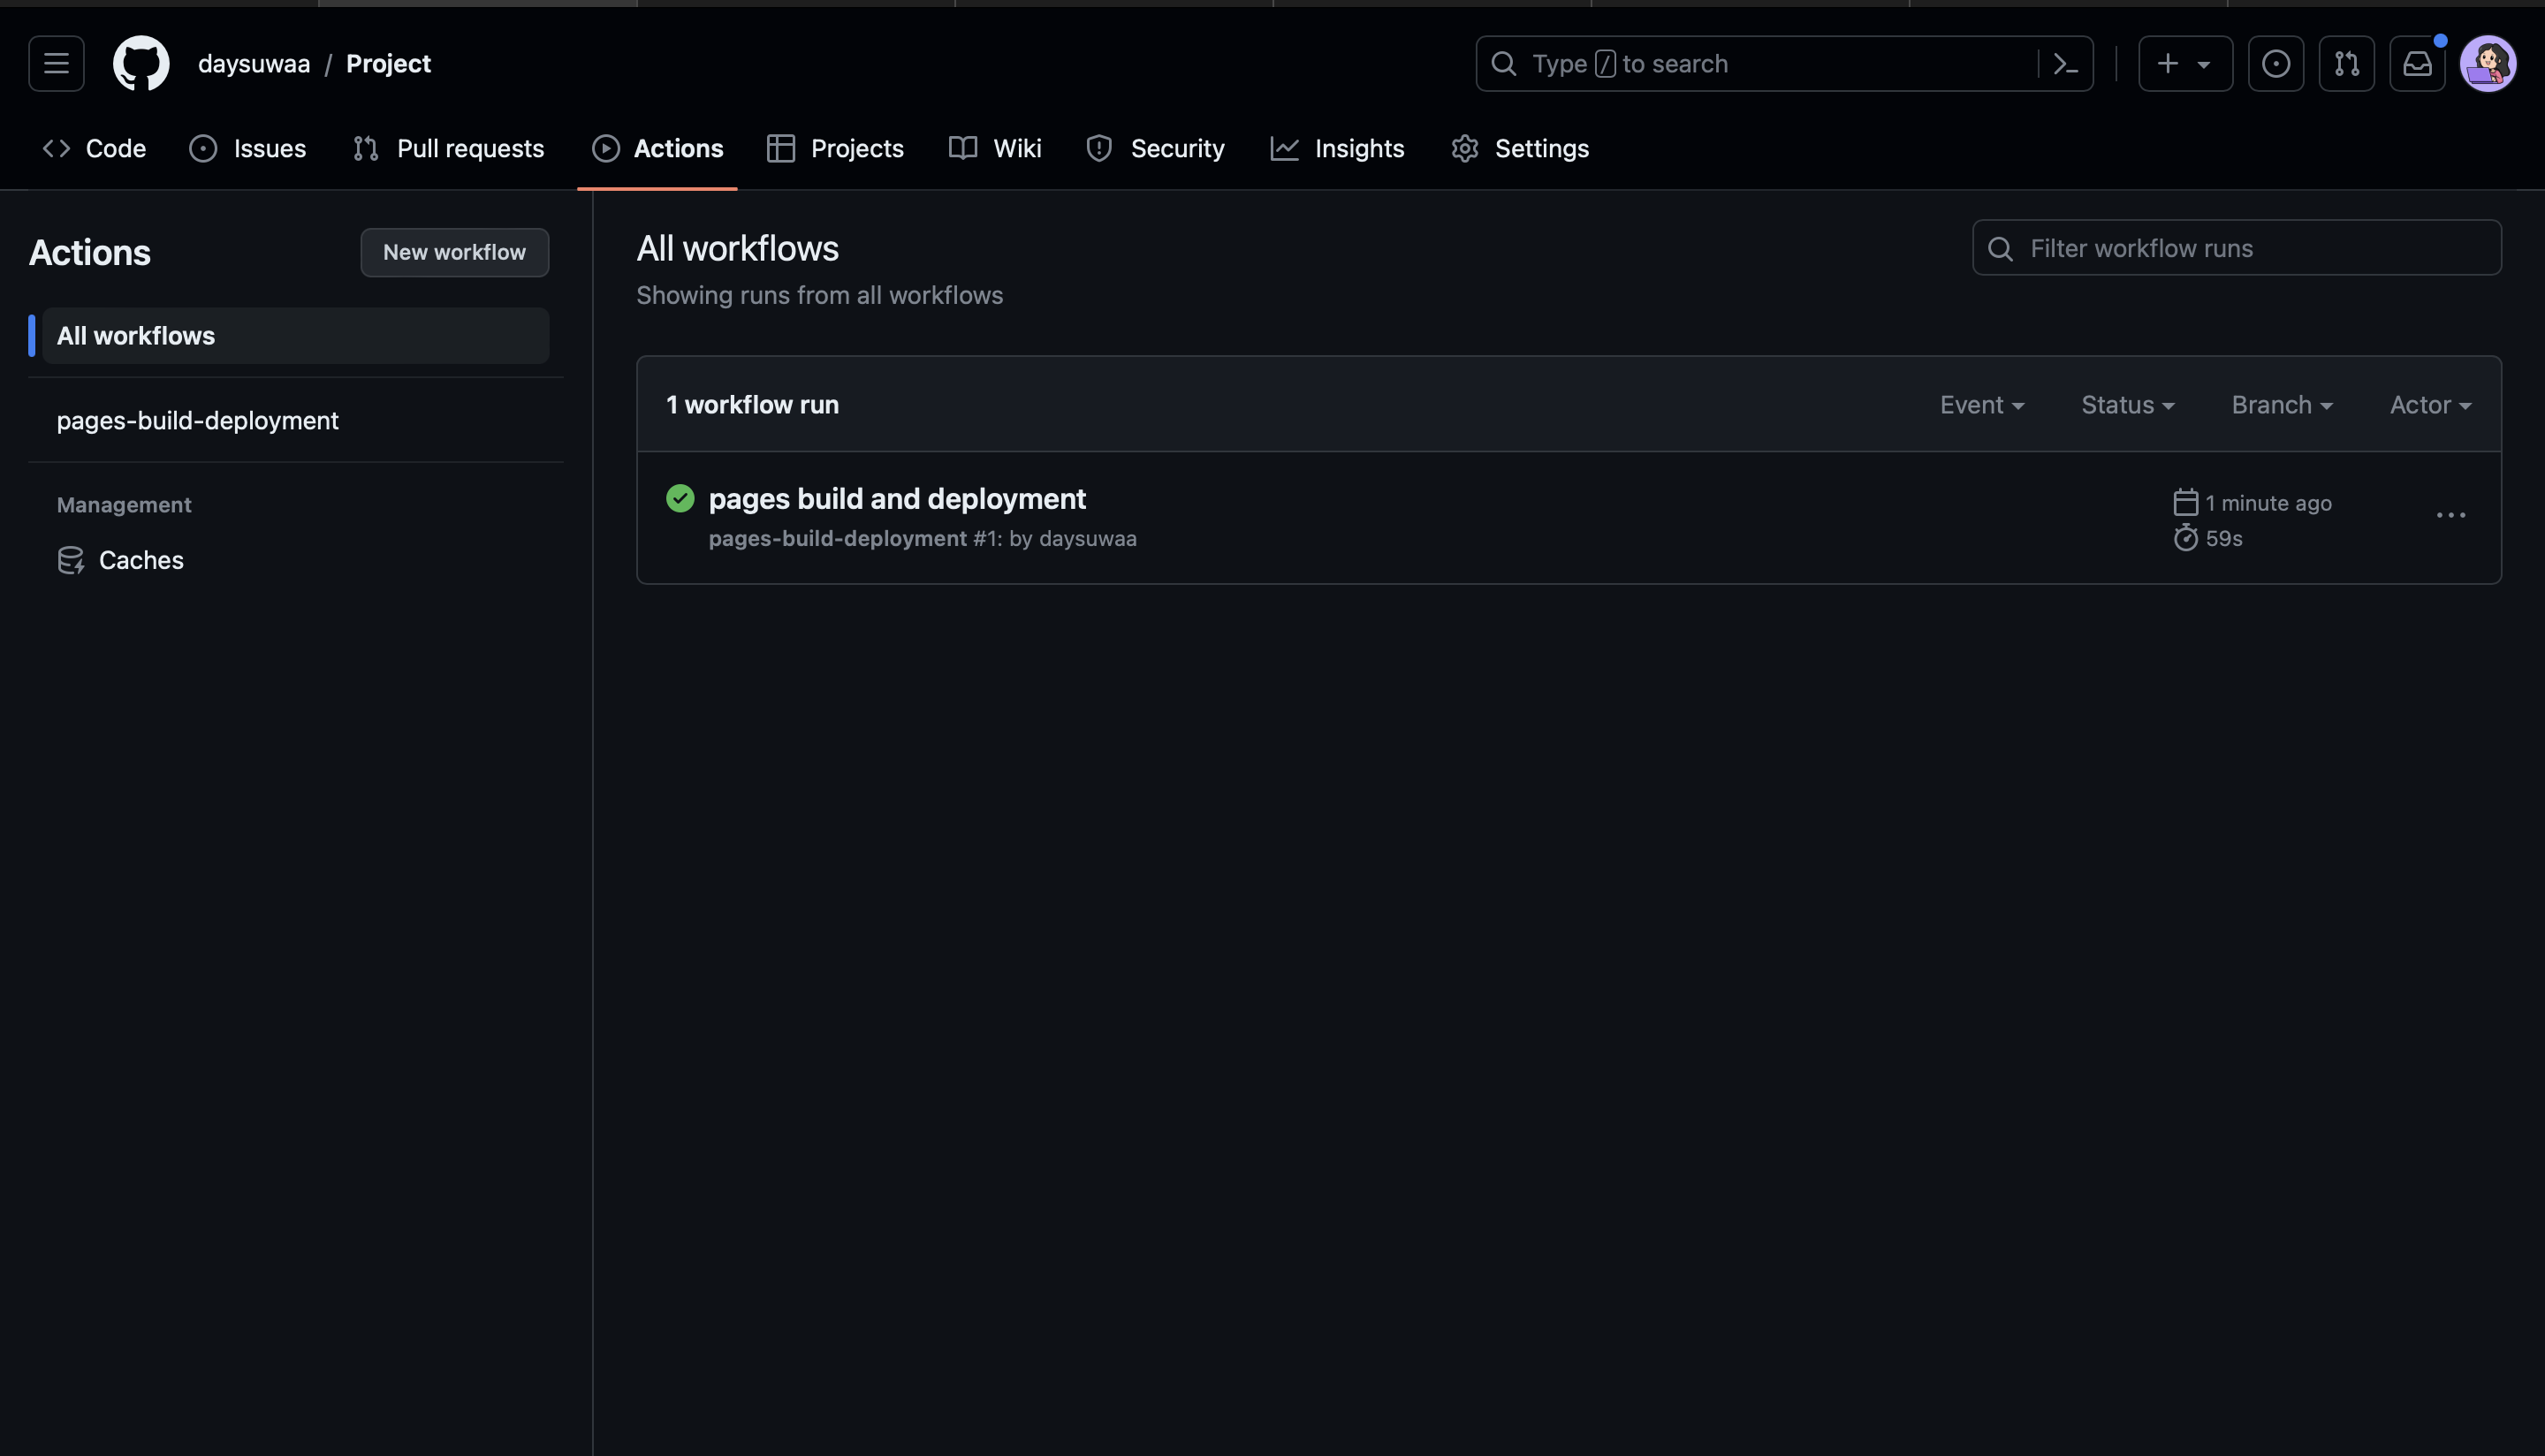 daysuwaa / Project
Type / to search
Code Issues Pull requests Actions Projects Wiki Security Insights Settings
Actions
New workflow
All workflows
pages-build-deployment
Management
Caches
All workflows
Showing runs from all workflows
Filter workflow runs
1 workflow run
Event Status Branch Actor
pages build and deployment
pages-build-deployment #1: by daysuwaa
1 minute ago
59s